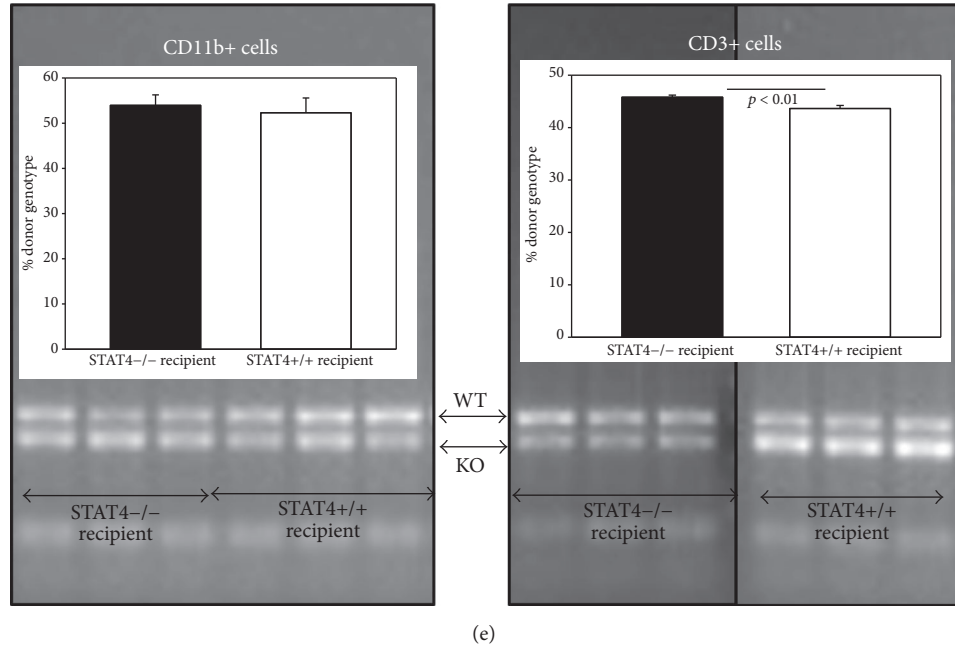 CD11b+ cells
60
50
40
30
20
10
0
% donor genotype
STAT4−/− recipient
STAT4+/+ recipient
STAT4−/−
recipient
STAT4+/+
recipient
WT
KO
CD3+ cells
50
40
30
20
10
0
% donor genotype
p < 0.01
STAT4−/− recipient
STAT4+/+ recipient
STAT4−/−
recipient
STAT4+/+
recipient
(e)